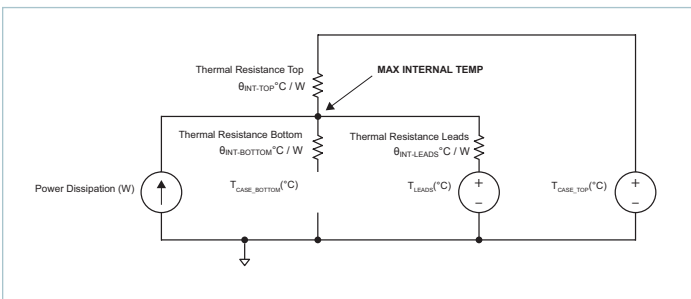 Thermal Resistance Top
θINT-TOP°C / W
MAX INTERNAL TEMP
Thermal Resistance Bottom
θINT-BOTTOM°C / W
Thermal Resistance Leads
θINT-LEADS°C / W
Power Dissipation (W)
TCASE_BOTTOM(°C)
TLEADS(°C)
TCASE_TOP(°C)
+
–
+
–